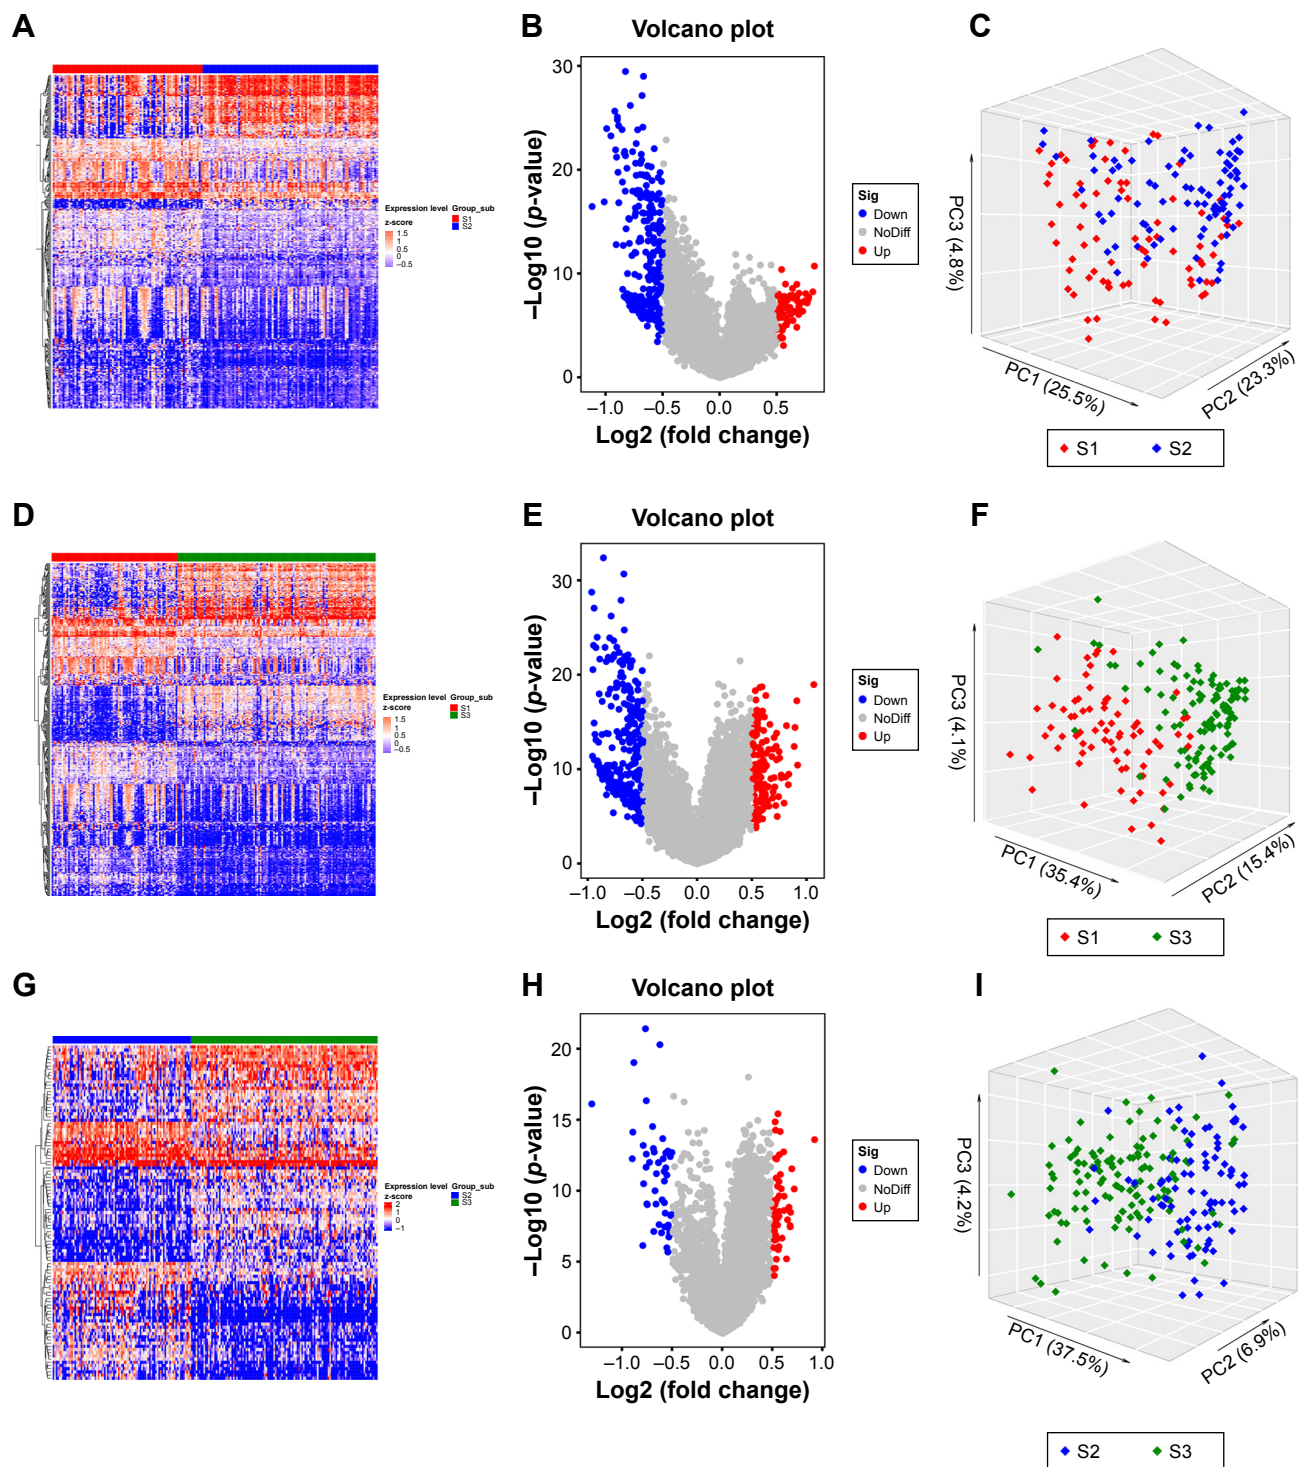 A
Expression level Group_sub
z-score
S1
S2
1.5
1
0.5
0
−0.5
B
Volcano plot
−Log10 (p-value)
30
20
10
0
−1.0 −0.5 0.0 0.5
Log2 (fold change)
Sig
Down
NoDiff
Up
C
PC3 (4.8%)
PC1 (25.5%)
PC2 (23.3%)
S1 S2
D
Expression level Group_sub
z-score
S1
S3
1.5
1
0.5
0
−0.5
E
Volcano plot
−Log10 (p-value)
30
20
10
0
−1.0 −0.5 0.0 0.5 1.0
Log2 (fold change)
Sig
Down
NoDiff
Up
F
PC3 (4.1%)
PC1 (35.4%)
PC2 (15.4%)
S1 S3
G
Expression level Group_sub
z-score
S2
S3
2
1
0
−1
H
Volcano plot
−Log10 (p-value)
20
15
10
5
0
−1.0 −0.5 0.0 0.5 1.0
Log2 (fold change)
Sig
Down
NoDiff
Up
I
PC3 (4.2%)
PC1 (37.5%)
PC2 (6.9%)
S2 S3